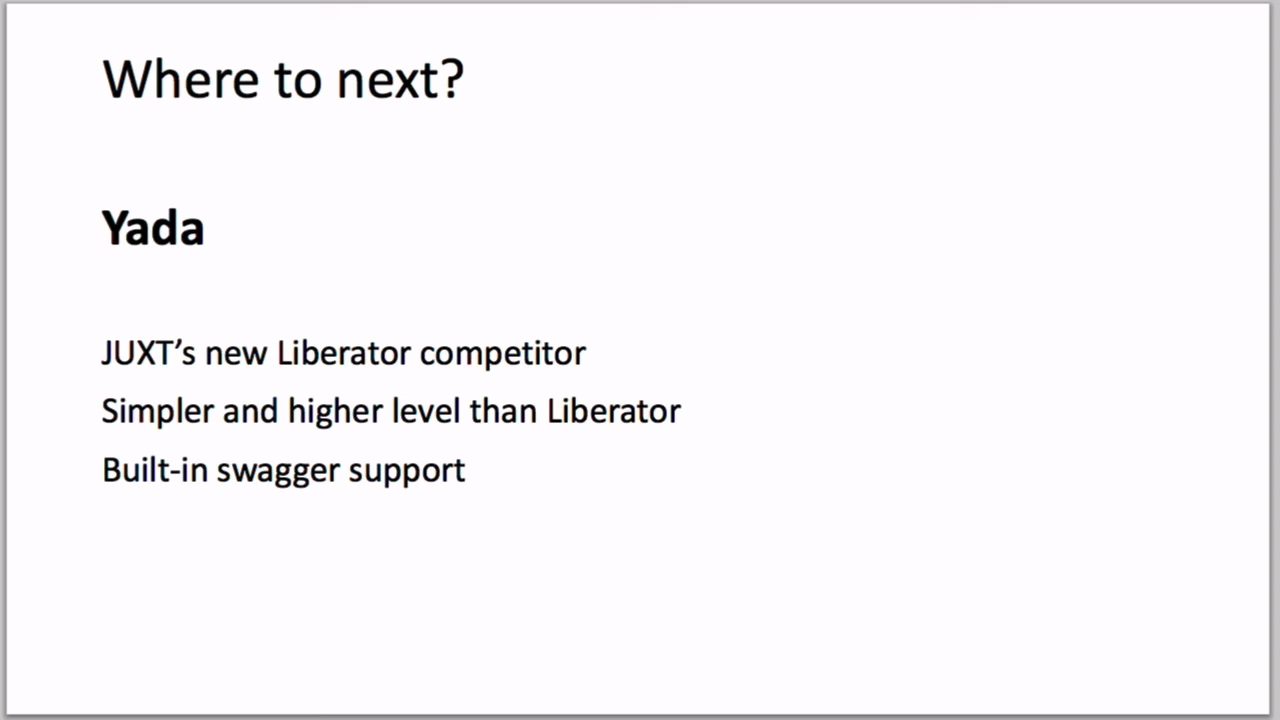 Where to next?
Yada
JUXT’s new Liberator competitor
Simpler and higher level than Liberator
Built-in swagger support